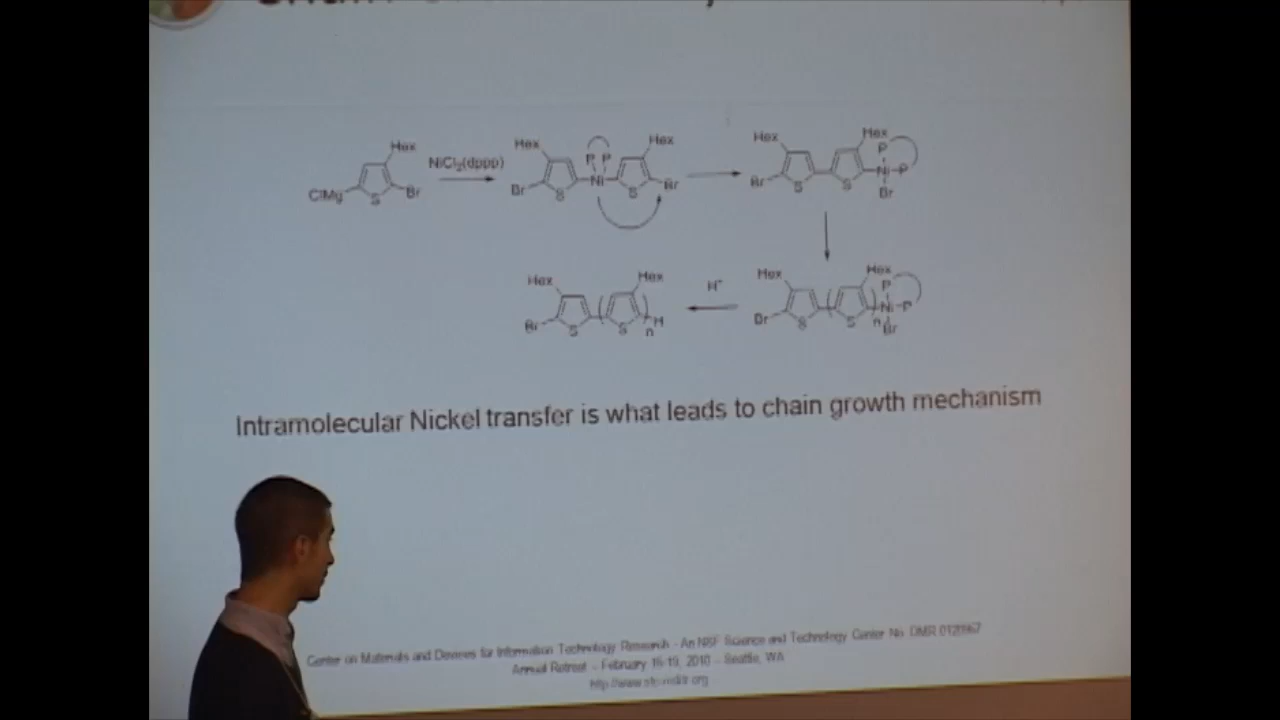 Hex
ClMg
S
Br
NiCl2(dppp)
Hex
Br
S
P P
Ni
Hex
S
Br
Hex
Br
S
S
Hex
P
Ni P
Br
Hex
Br
S
S
n
Hex
P
Ni P
Br
H+
Hex
Br
S
S
Hex
H
n
Intramolecular Nickel transfer is what leads to chain growth mechanism
Center on Materials and Devices for Information Technology Research - An NSF Science and Technology Center No. DMR 0120967
Annual Retreat - February 18-19, 2010 - Seattle, WA